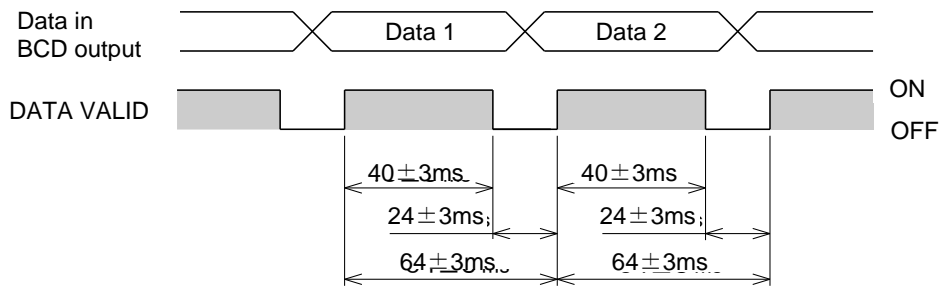 Data in
BCD output
Data 1
Data 2
DATA VALID
ON
OFF
40±3ms
40±3ms
24±3ms
24±3ms
64±3ms
64±3ms